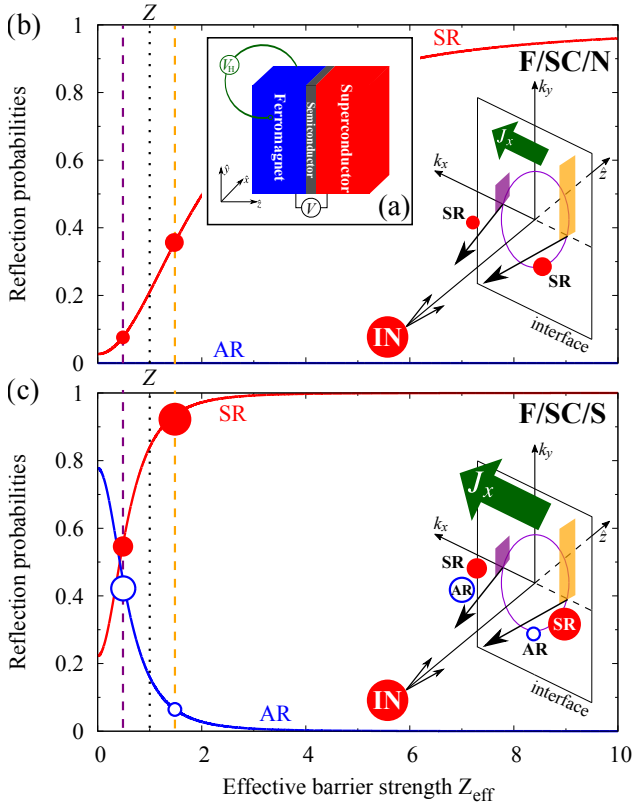 (b)
Z
Reflection probabilities
1
0.8
0.6
0.4
0.2
0
SR
AR
F/SC/N
V_H
Ferromagnet
Semiconductor
Superconductor
ŷ
x̂
ẑ
V
(a)
k_y
J_x
k_x
ẑ
SR
SR
IN
interface
(c)
Z
Reflection probabilities
1
0.8
0.6
0.4
0.2
0
SR
AR
F/SC/S
k_y
J_x
k_x
ẑ
SR
AR
SR
AR
IN
interface
0 2 4 6 8 10
Effective barrier strength Z_eff